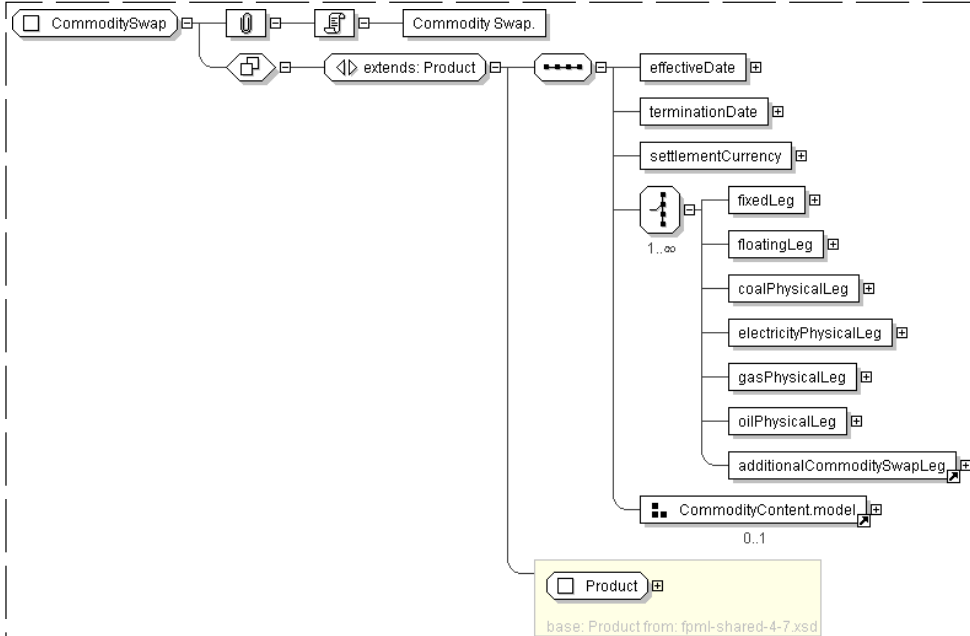 CommoditySwap
Commodity Swap.
extends: Product
effectiveDate
terminationDate
settlementCurrency
1..∞
fixedLeg
floatingLeg
coalPhysicalLeg
electricityPhysicalLeg
gasPhysicalLeg
oilPhysicalLeg
additionalCommoditySwapLeg
CommodityContent.model
0..1
Product
base: Product from: fpml-shared-4-7.xsd